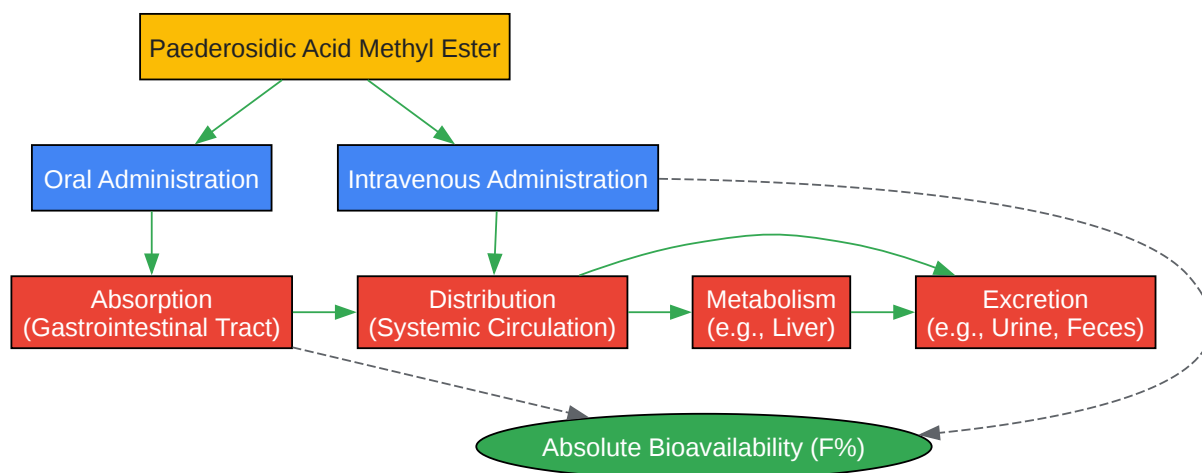 Paederosidic Acid Methyl Ester
Oral Administration
Intravenous Administration
Absorption
(Gastrointestinal Tract)
Distribution
(Systemic Circulation)
Metabolism
(e.g., Liver)
Excretion
(e.g., Urine, Feces)
Absolute Bioavailability (F%)